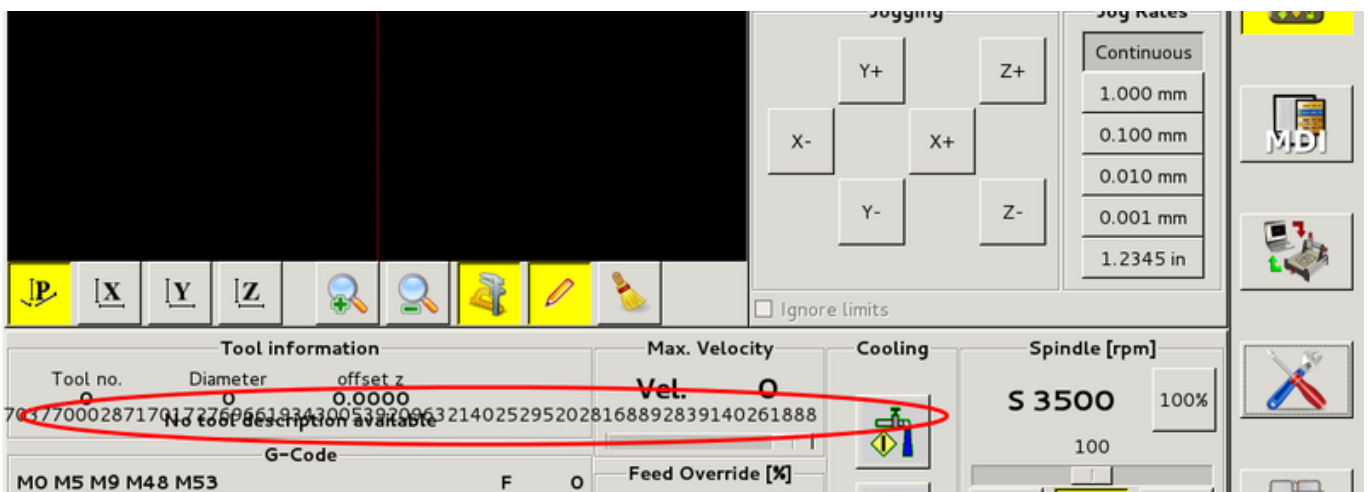 Jogging
Jog Rates
Y+
Z+
X-
X+
Y-
Z-
Continuous
1.000 mm
0.100 mm
0.010 mm
0.001 mm
1.2345 in
Ignore limits
MDI
P
X
Y
Z
Tool information
Tool no.
Diameter
offset z
0
0
0.0000
No tool description available
Max. Velocity
Vel. 0
Cooling
Spindle [rpm]
S 3500
100%
100
G-Code
M0 M5 M9 M48 M53
F 0
Feed Override [%]